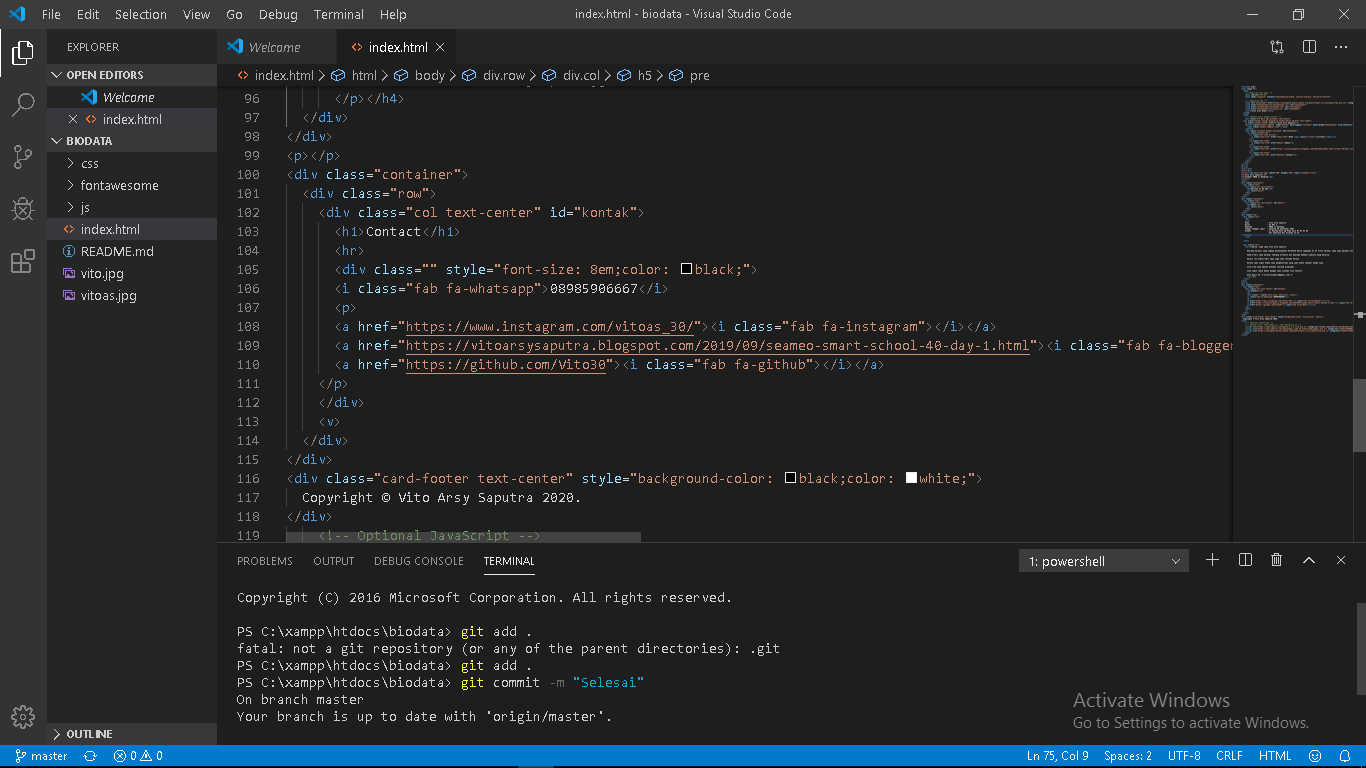 File Edit Selection View Go Debug Terminal Help
index.html - biodata - Visual Studio Code
EXPLORER
OPEN EDITORS
Welcome
index.html
BIODATA
css
fontawesome
js
index.html
README.md
vito.jpg
vitoas.jpg
OUTLINE
Welcome
index.html
index.html > html > body > div.row > div.col > h5 > pre
96 </p></h4>
97 </div>
98 </div>
99 <p></p>
100 <div class="container">
101 <div class="row">
102 <div class="col text-center" id="kontak">
103 <h1>Contact</h1>
104 <hr>
105 <div class="" style="font-size: 8em;color: black;">
106 <i class="fab fa-whatsapp">08985906667</i>
107 <p>
108 <a href="https://www.instagram.com/vitoas_30/"><i class="fab fa-instagram"></i></a>
109 <a href="https://vitoarsysaputra.blogspot.com/2019/09/seameo-smart-school-40-day-1.html"><i class="fab fa-blogger
110 <a href="https://github.com/Vito30"><i class="fab fa-github"></i></a>
111 </p>
112 </div>
113 <v>
114 </div>
115 </div>
116 <div class="card-footer text-center" style="background-color: black;color: white;">
117 Copyright © Vito Arsy Saputra 2020.
118 </div>
119 <!-- Optional JavaScript -->
PROBLEMS OUTPUT DEBUG CONSOLE TERMINAL
1: powershell
Copyright (C) 2016 Microsoft Corporation. All rights reserved.
PS C:\xampp\htdocs\biodata> git add .
fatal: not a git repository (or any of the parent directories): .git
PS C:\xampp\htdocs\biodata> git add .
PS C:\xampp\htdocs\biodata> git commit -m "Selesai"
On branch master
Your branch is up to date with 'origin/master'.
Activate Windows
Go to Settings to activate Windows.
master 0 0
Ln 75, Col 9 Spaces: 2 UTF-8 CRLF HTML